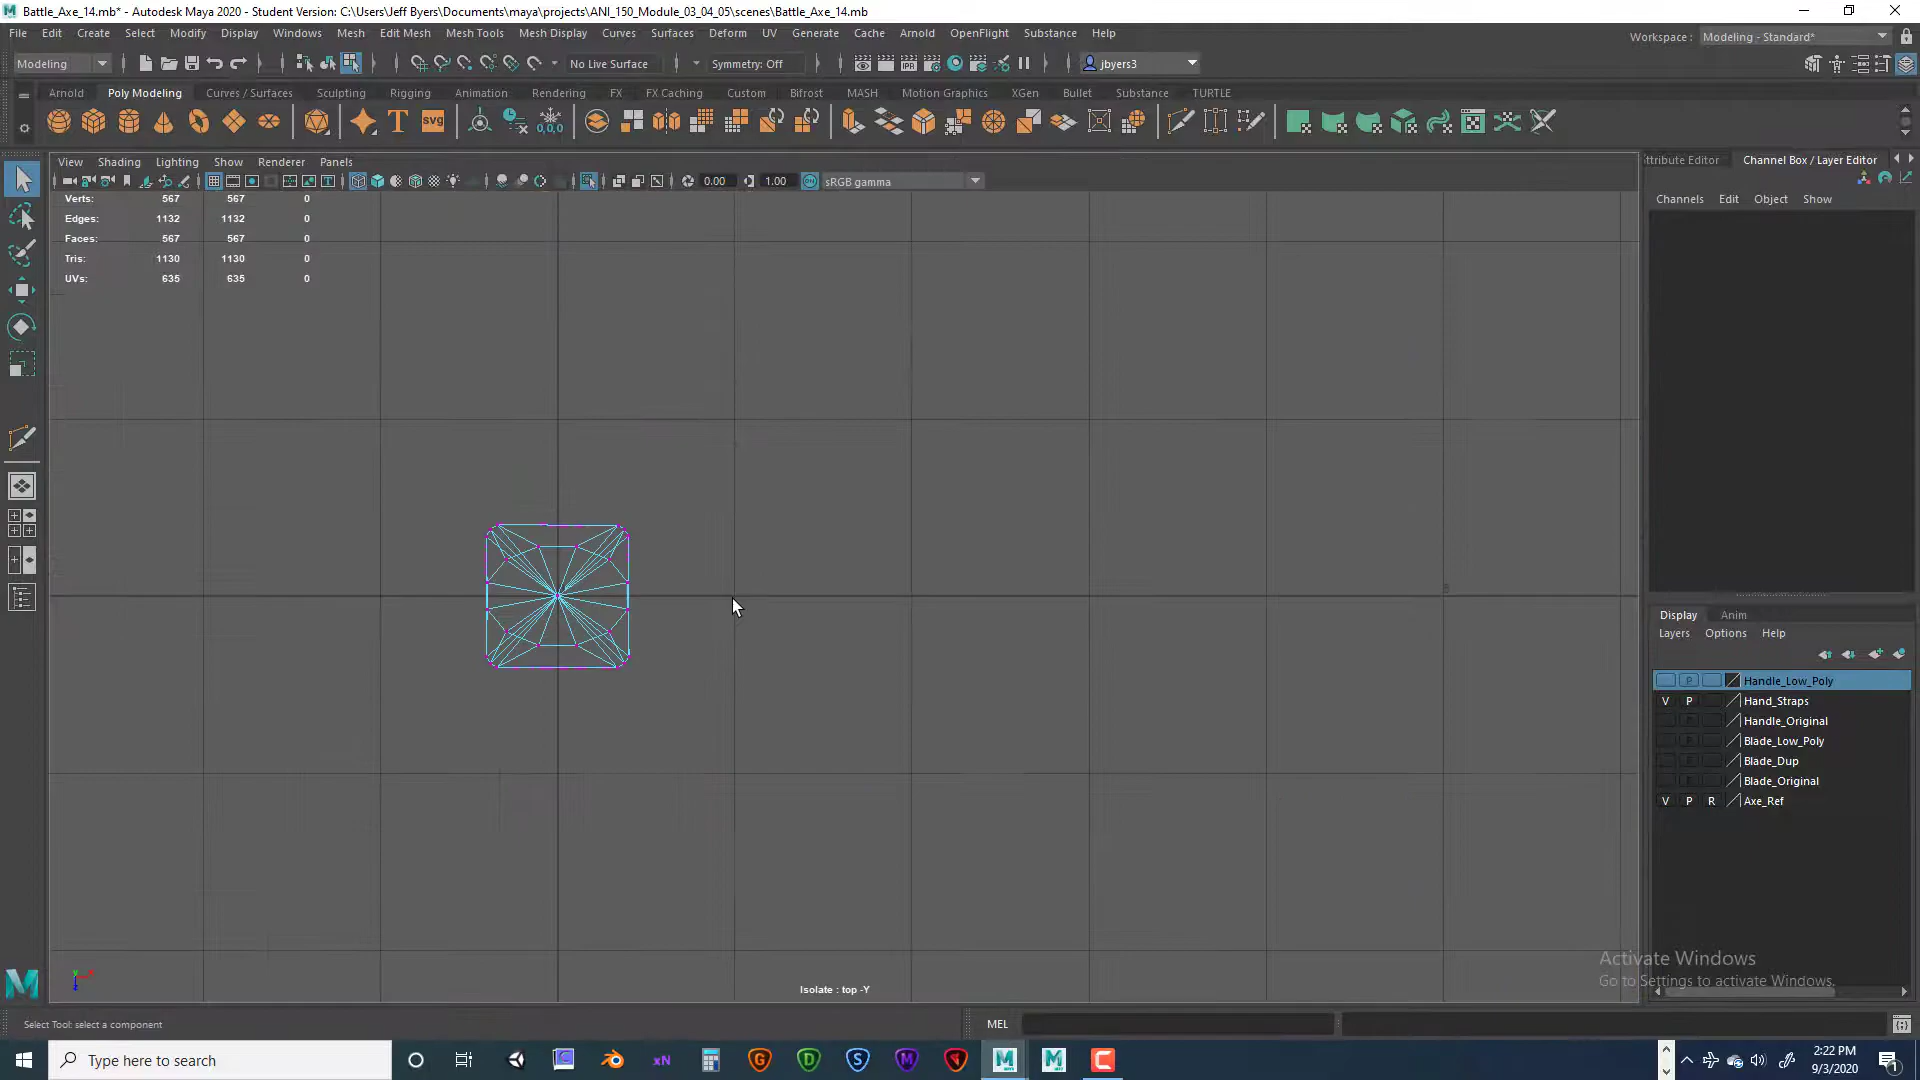 Battle_Axe_14.mb* - Autodesk Maya 2020 - Student Version: C:\Users\Jeff Byers\Documents\maya\projects\ANI_150_Module_03_04_05\scenes\Battle_Axe_14.mb
File Edit Create Select Modify Display Windows Mesh Edit Mesh Mesh Tools Mesh Display Curves Surfaces Deform UV Generate Cache Arnold OpenFlight Substance Help
Workspace : Modeling - Standard*
Modeling No Live Surface Symmetry: Off jbyers3
Arnold Poly Modeling Curves / Surfaces Sculpting Rigging Animation Rendering FX FX Caching Custom Bifrost MASH Motion Graphics XGen Bullet Substance TURTLE
View Shading Lighting Show Renderer Panels
ttribute Editor Channel Box / Layer Editor
0.00 1.00 sRGB gamma
Channels Edit Object Show
Verts: 567 567 0
Edges: 1132 1132 0
Faces: 567 567 0
Tris: 1130 1130 0
UVs: 635 635 0
Display Anim
Layers Options Help
P Handle_Low_Poly
V P Hand_Straps
P Handle_Original
P Blade_Low_Poly
P Blade_Dup
P Blade_Original
V P R Axe_Ref
Activate Windows
Go to Settings to activate Windows.
Isolate : top -Y
Select Tool: select a component
MEL
Type here to search
2:22 PM
9/3/2020